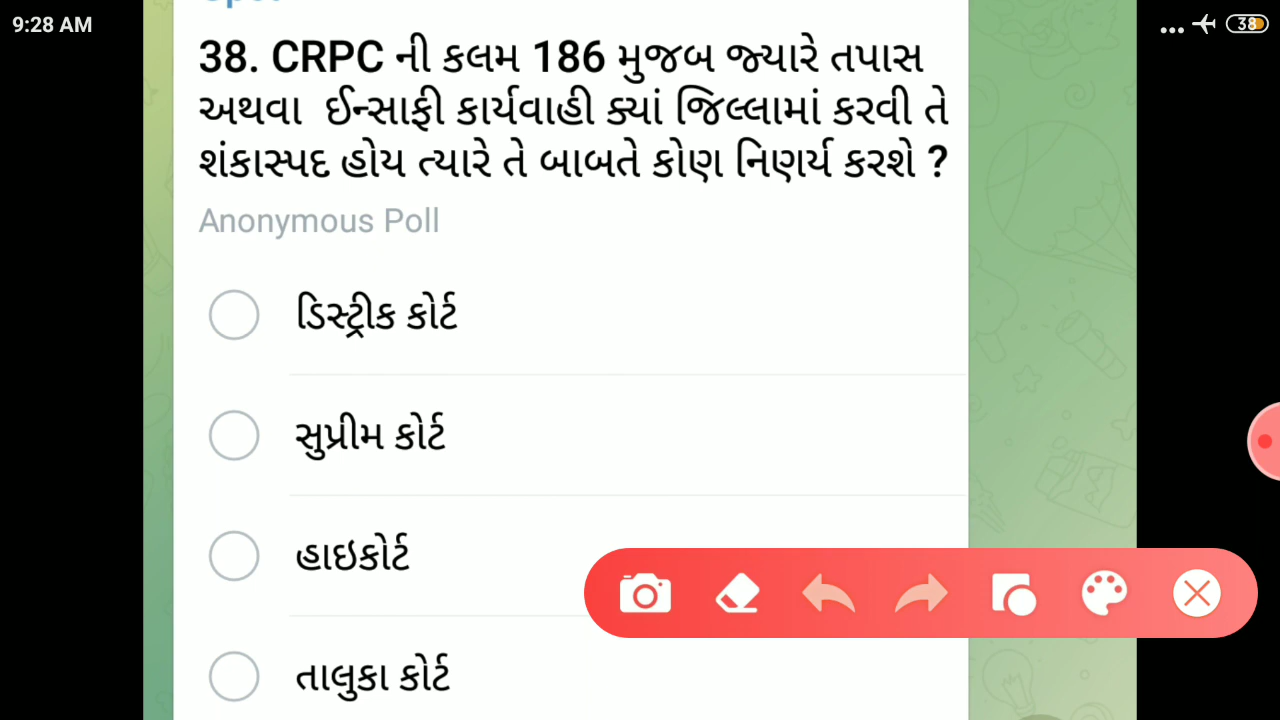 9:28 AM
38
38. CRPC ની કલમ 186 મુજબ જ્યારે તપાસ
અથવા ઈન્સાફી કાર્યવાહી ક્યાં જિલ્લામાં કરવી તે
શંકાસ્પદ હોય ત્યારે તે બાબતે કોણ નિણર્ય કરશે ?
Anonymous Poll
ડિસ્ટ્રીક કોર્ટ
સુપ્રીમ કોર્ટ
હાઇકોર્ટ
તાલુકા કોર્ટ